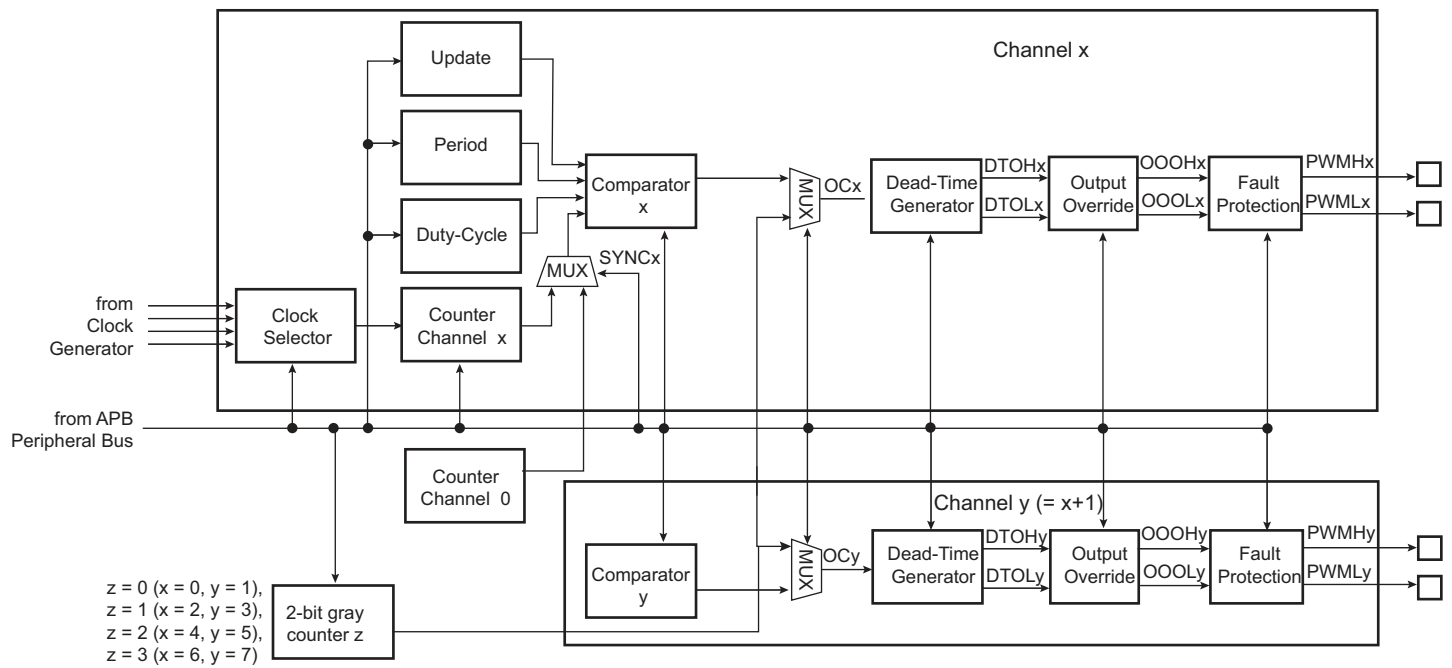 Channel x
Update
Period
Comparator
x
Duty-Cycle
MUX
SYNCx
MUX
OCx
Dead-Time
Generator
DTOHx
DTOLx
Output
Override
OOOHx
OOOLx
Fault
Protection
PWMHx
PWMLx
from
Clock
Generator
Clock
Selector
Counter
Channel x
from APB
Peripheral Bus
Counter
Channel 0
Channel y (= x+1)
Comparator
y
MUX
OCy
Dead-Time
Generator
DTOHy
DTOLy
Output
Override
OOOHy
OOOLy
Fault
Protection
PWMHy
PWMLy
z = 0 (x = 0, y = 1),
z = 1 (x = 2, y = 3),
z = 2 (x = 4, y = 5),
z = 3 (x = 6, y = 7)
2-bit gray
counter z